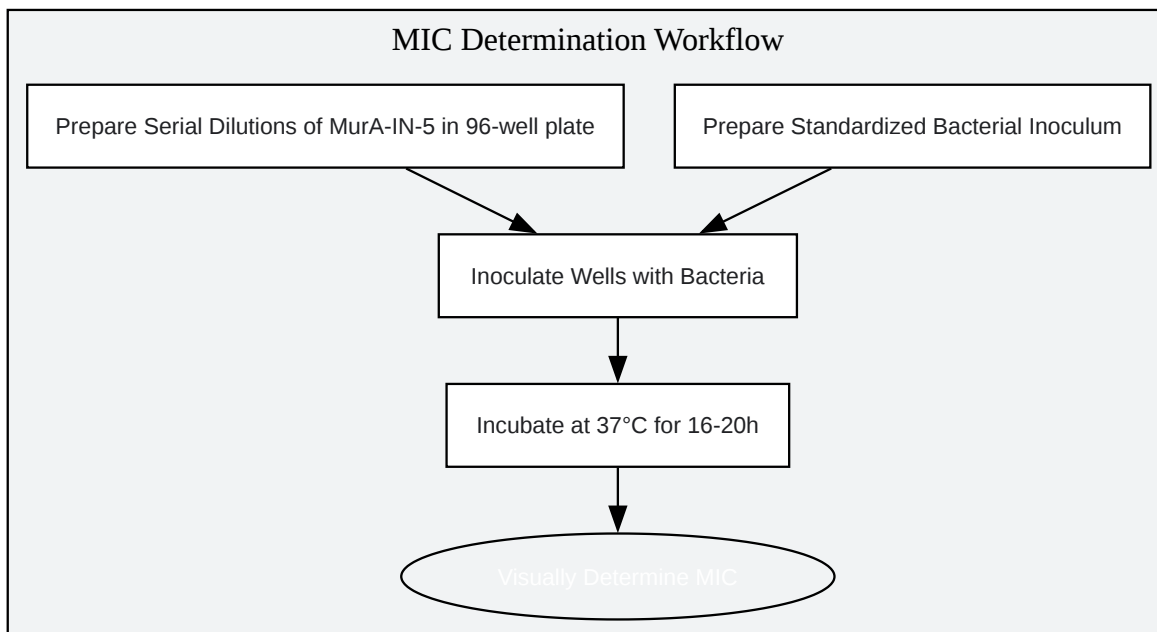 MIC Determination Workflow
Prepare Serial Dilutions of MurA-IN-5 in 96-well plate
Prepare Standardized Bacterial Inoculum
Inoculate Wells with Bacteria
Incubate at 37°C for 16-20h
Visually Determine MIC